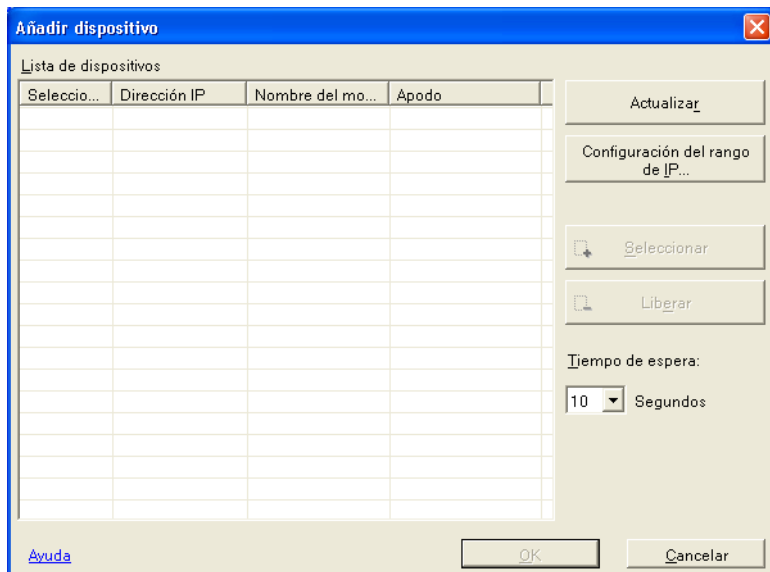 Añadir dispositivo
Lista de dispositivos
Seleccio... Dirección IP Nombre del mo... Apodo
Actualizar
Configuración del rango
de IP...
Seleccionar
Liberar
Tiempo de espera:
10 Segundos
Ayuda OK Cancelar